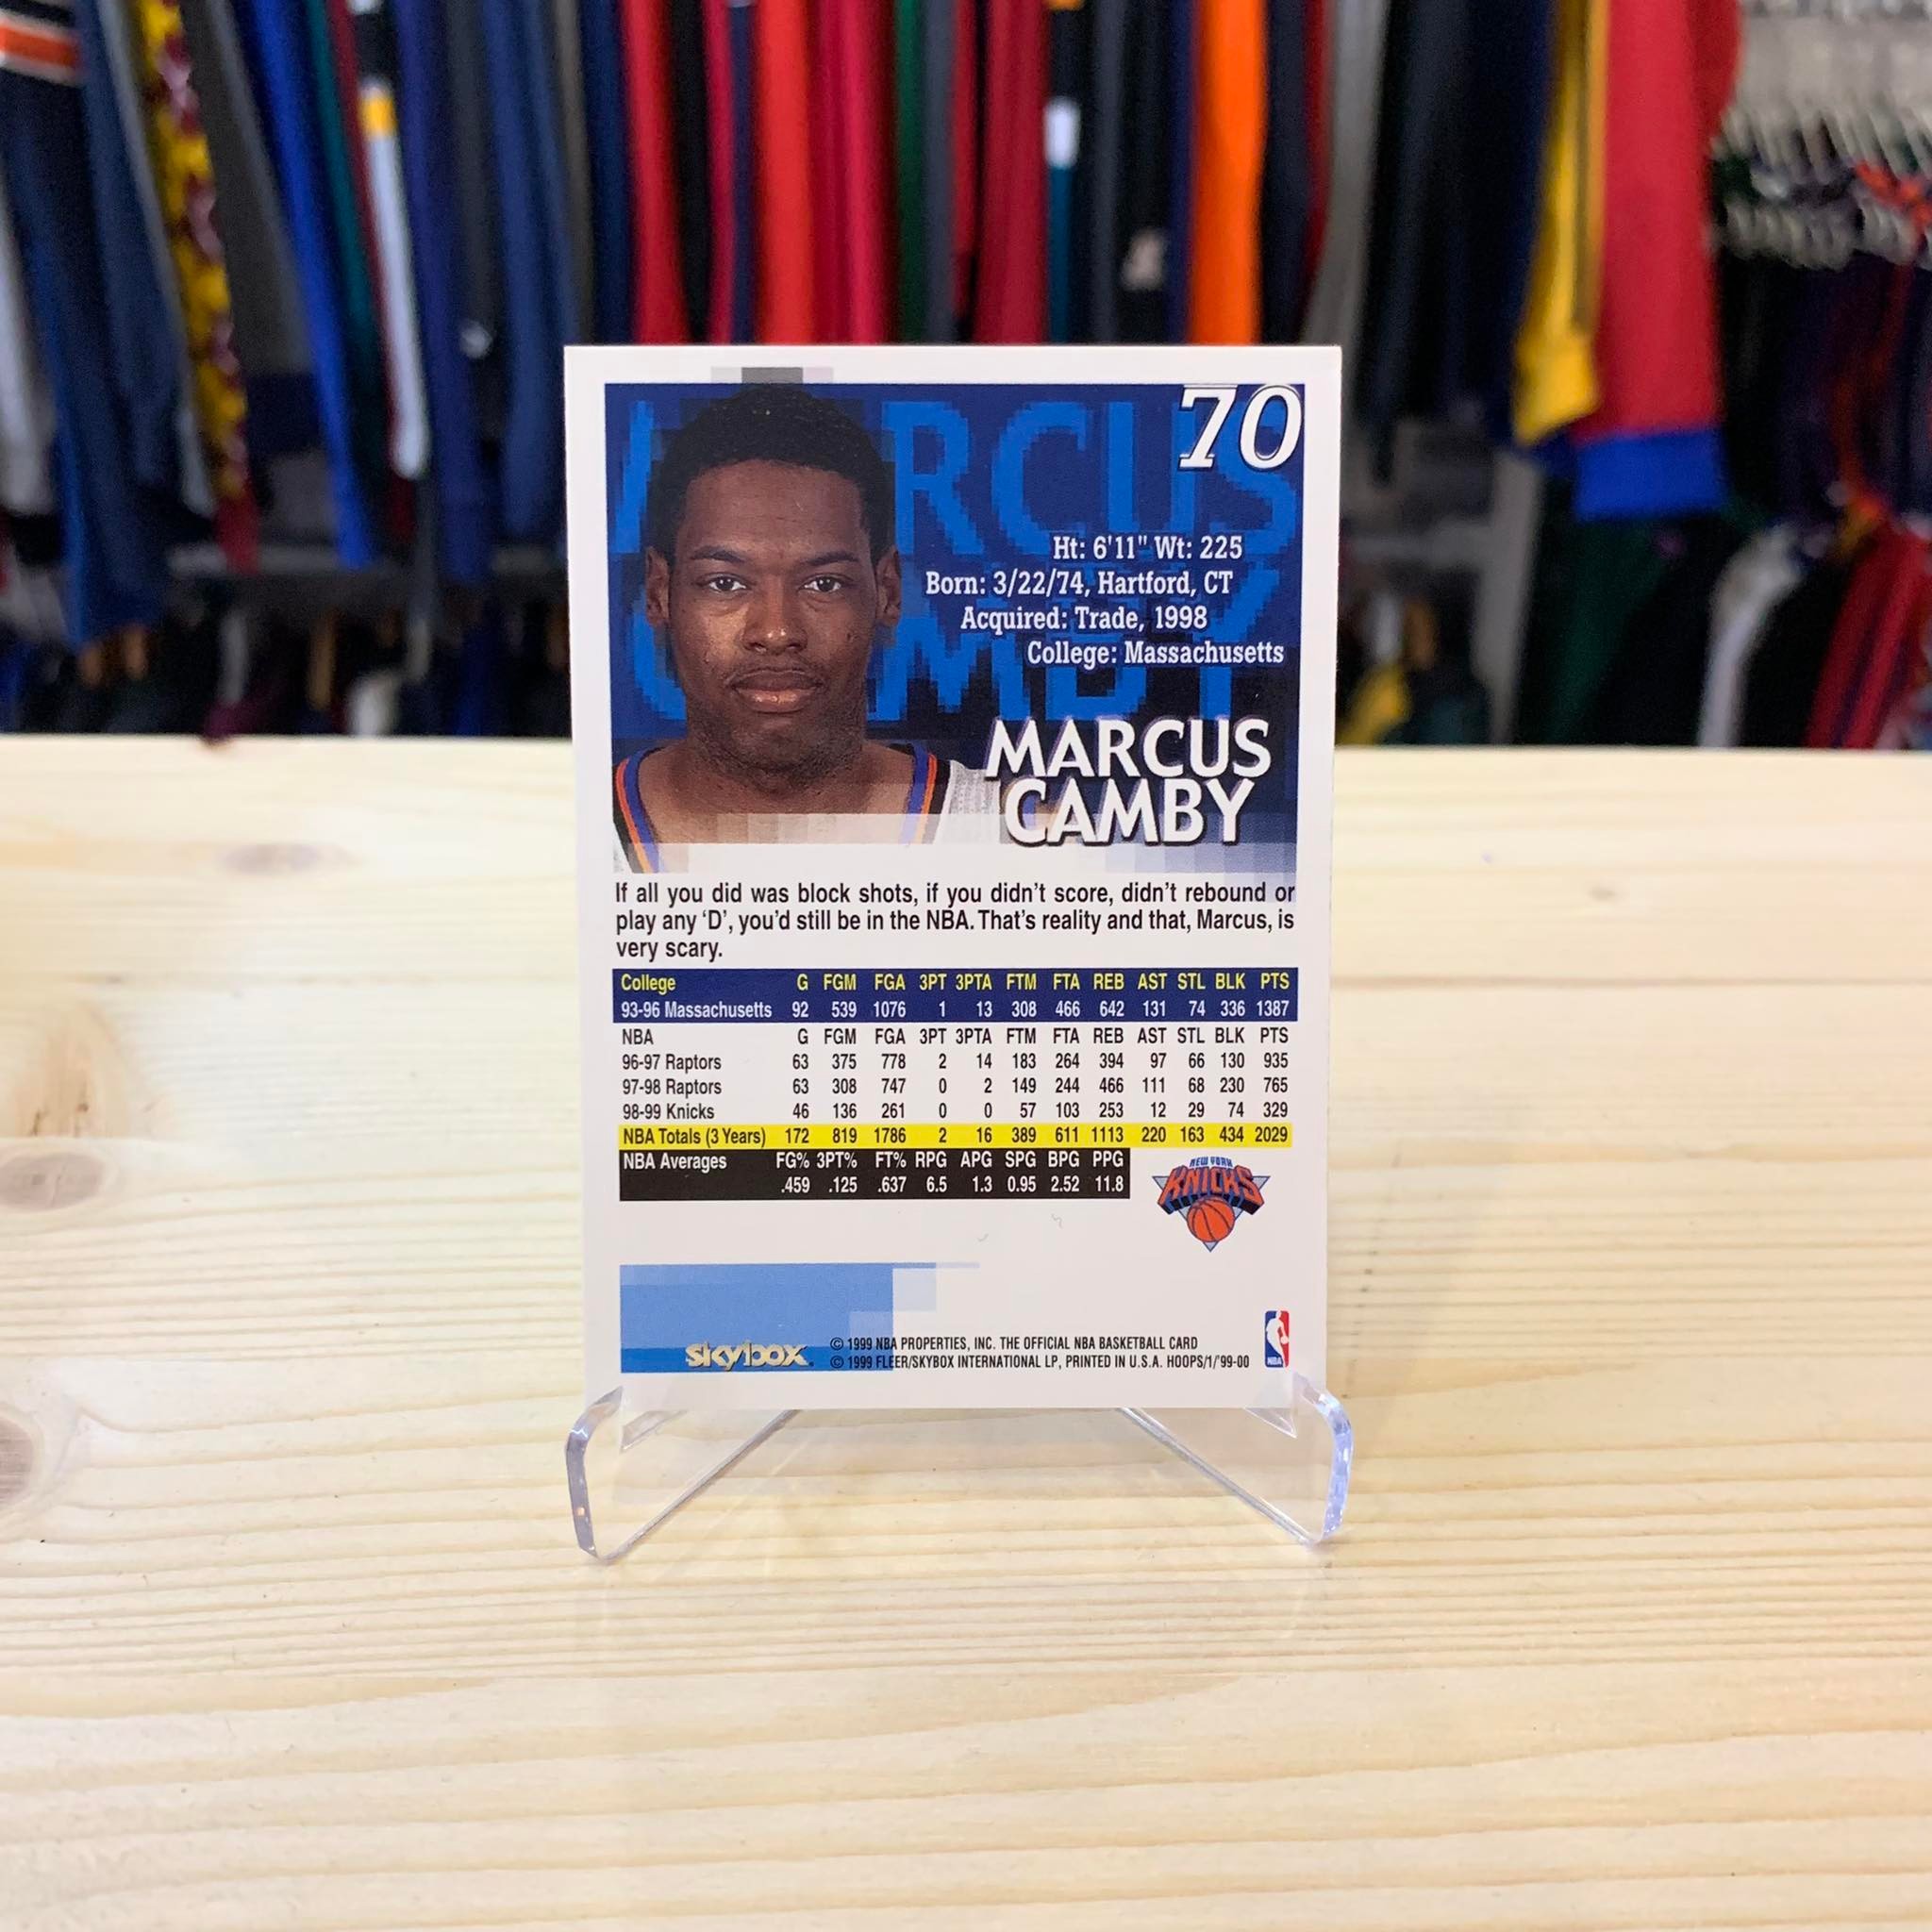 70
MARCUS
CAMBY
Ht: 6'11" Wt: 225
Born: 3/22/74, Hartford, CT
Acquired: Trade, 1998
College: Massachusetts
MARCUS
CAMBY
If all you did was block shots, if you didn't score, didn't rebound or
play any 'D', you'd still be in the NBA. That's reality and that, Marcus, is
very scary.
College G FGM FGA 3PT 3PTA FTM FTA REB AST STL BLK PTS
93-96 Massachusetts 92 539 1076 1 13 308 466 642 131 74 336 1387
NBA G FGM FGA 3PT 3PTA FTM FTA REB AST STL BLK PTS
96-97 Raptors 63 375 778 2 14 183 264 394 97 66 130 935
97-98 Raptors 63 308 747 0 2 149 244 466 111 68 230 765
98-99 Knicks 46 136 261 0 0 57 103 253 12 29 74 329
NBA Totals (3 Years) 172 819 1786 2 16 389 611 1113 220 163 434 2029
NBA Averages FG% 3PT% FT% RPG APG SPG BPG PPG
.459 .125 .637 6.5 1.3 0.95 2.52 11.8
NEW YORK
KNICKS
skybox
© 1999 NBA PROPERTIES, INC. THE OFFICIAL NBA BASKETBALL CARD
© 1999 FLEER/SKYBOX INTERNATIONAL LP, PRINTED IN U.S.A. HOOPS/1/'99-00
NBA